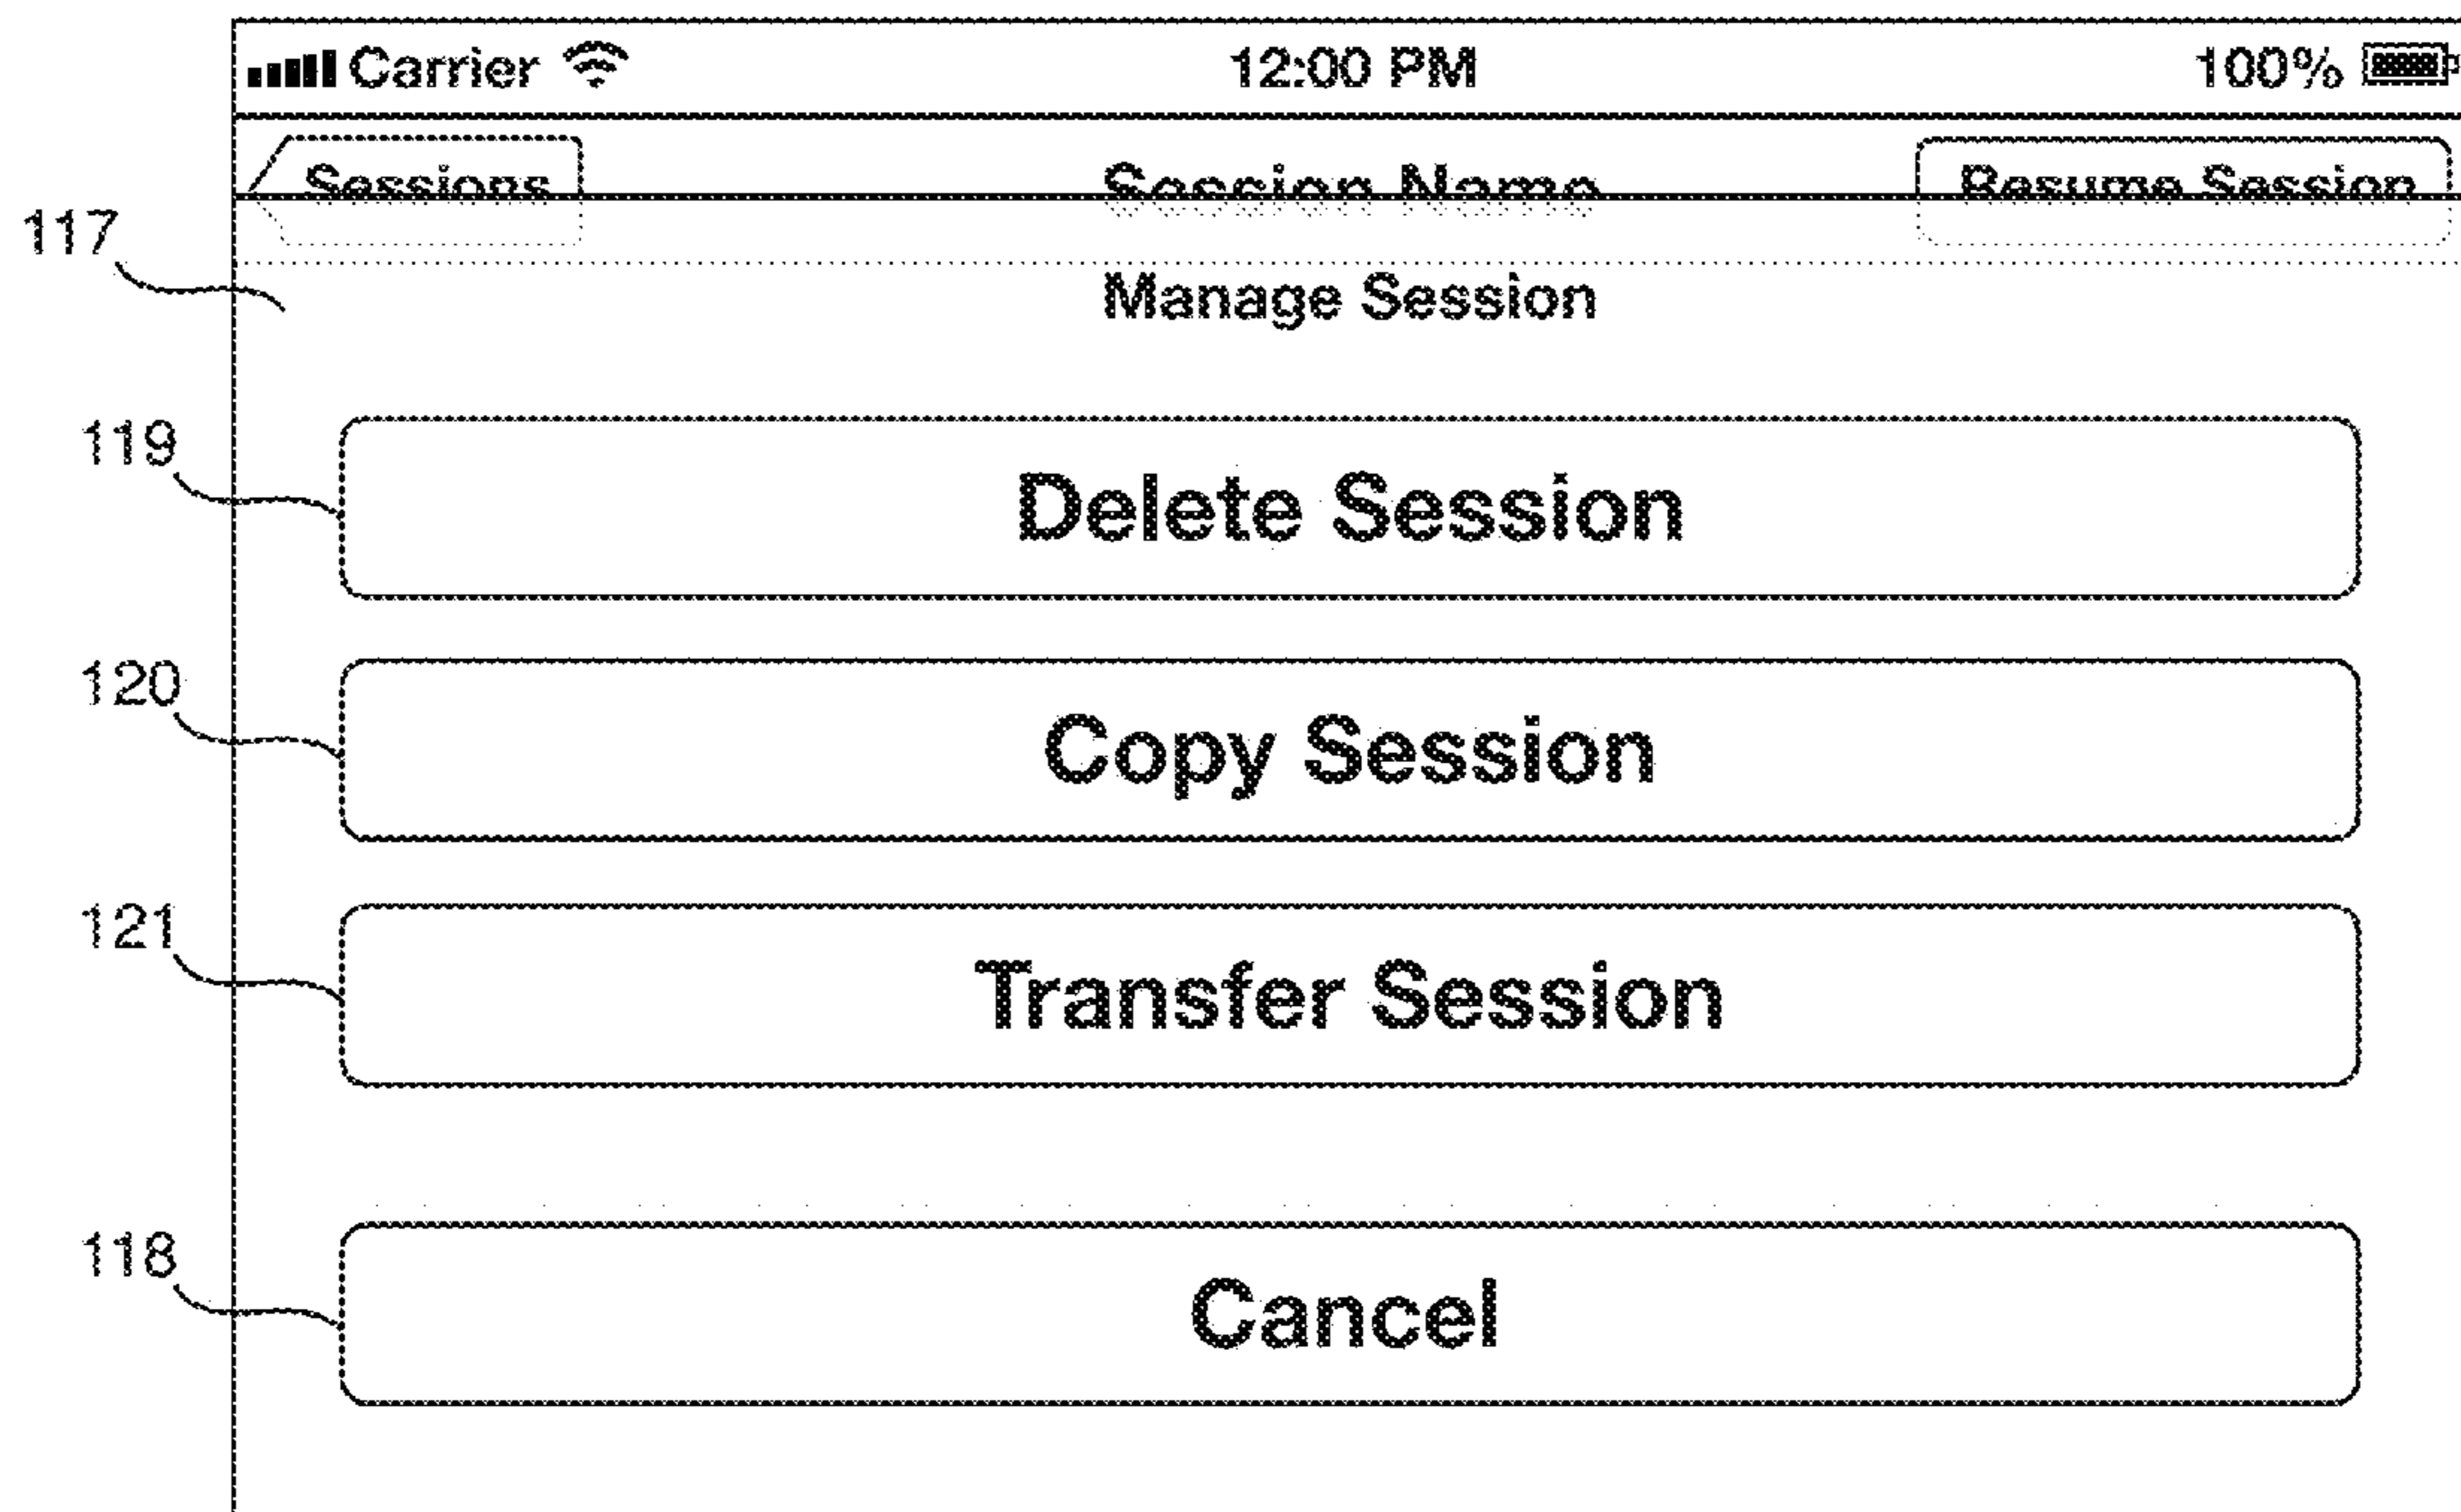 Carrier 12:00 PM 100%
Sessions Session Name Resume Session
117
Manage Session
119
Delete Session
120
Copy Session
121
Transfer Session
118
Cancel